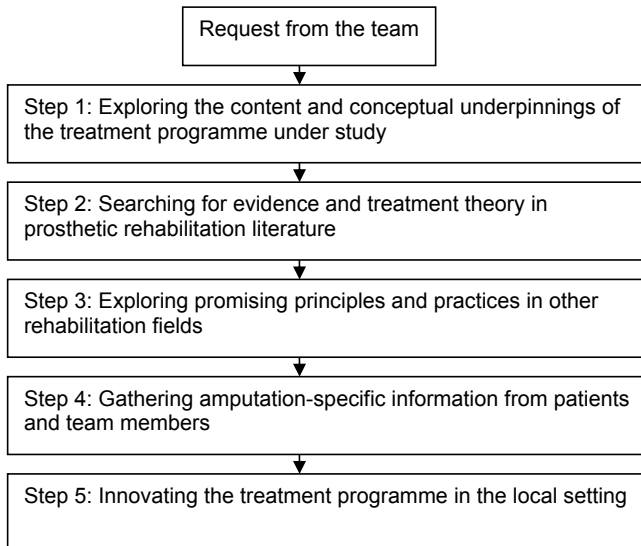 Request from the team
Step 1: Exploring the content and conceptual underpinnings of
the treatment programme under study
Step 2: Searching for evidence and treatment theory in
prosthetic rehabilitation literature
Step 3: Exploring promising principles and practices in other
rehabilitation fields
Step 4: Gathering amputation-specific information from patients
and team members
Step 5: Innovating the treatment programme in the local setting